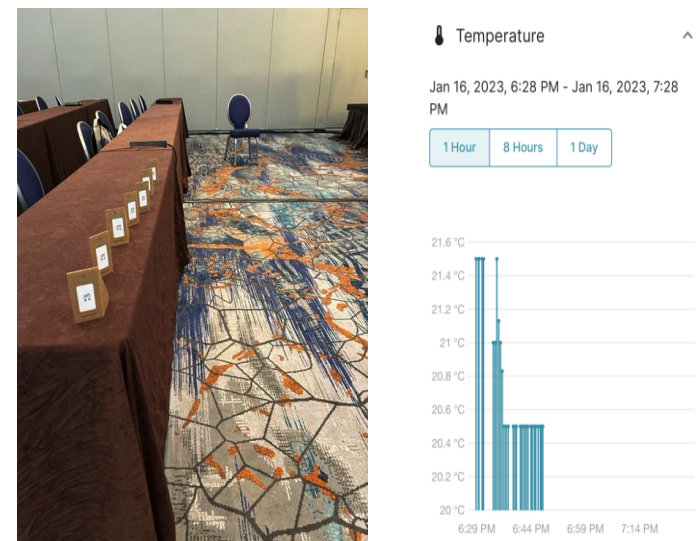 Temperature
Jan 16, 2023, 6:28 PM - Jan 16, 2023, 7:28
PM
1 Hour
8 Hours
1 Day
21.6 °C
21.4 °C
21.2 °C
21 °C
20.8 °C
20.6 °C
20.4 °C
20.2 °C
20 °C
6:29 PM
6:44 PM
6:59 PM
7:14 PM